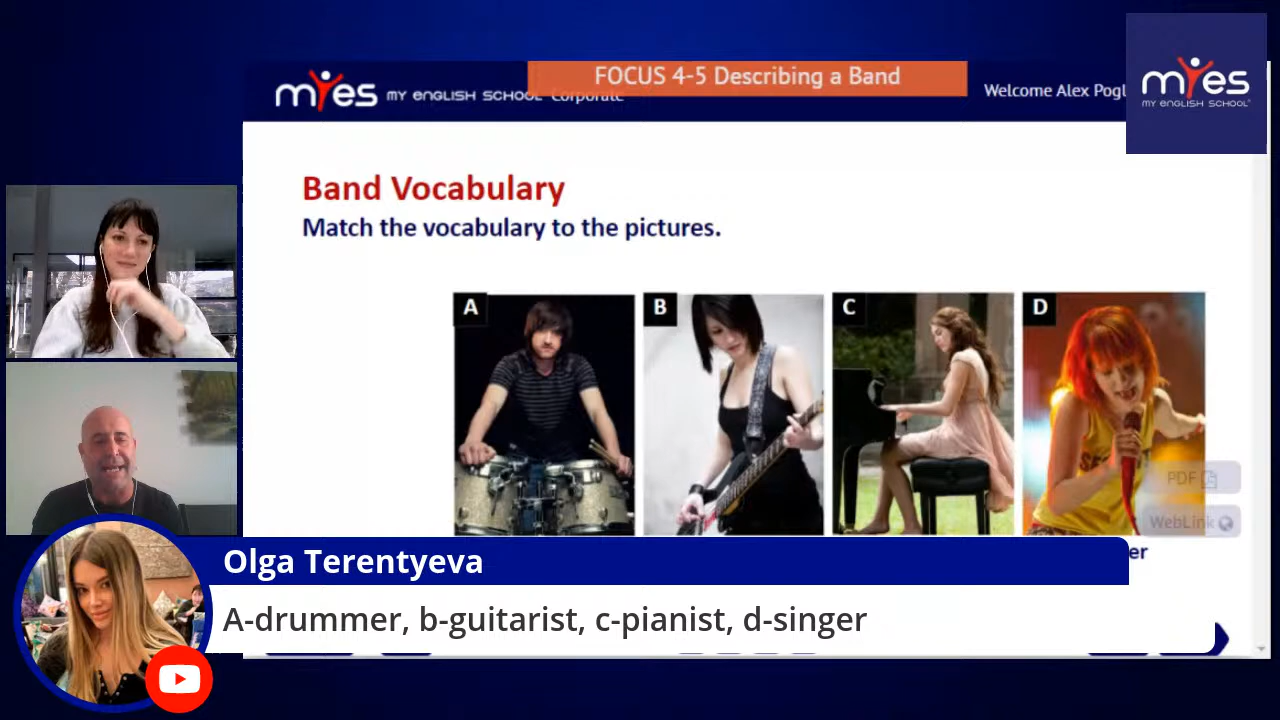 FOCUS 4-5 Describing a Band
myes MY ENGLISH SCHOOL Corporate
Welcome Alex Pogl
myes
MY ENGLISH SCHOOL
Band Vocabulary
Match the vocabulary to the pictures.
A B C D
PDF
WebLink
er
Olga Terentyeva
A-drummer, b-guitarist, c-pianist, d-singer